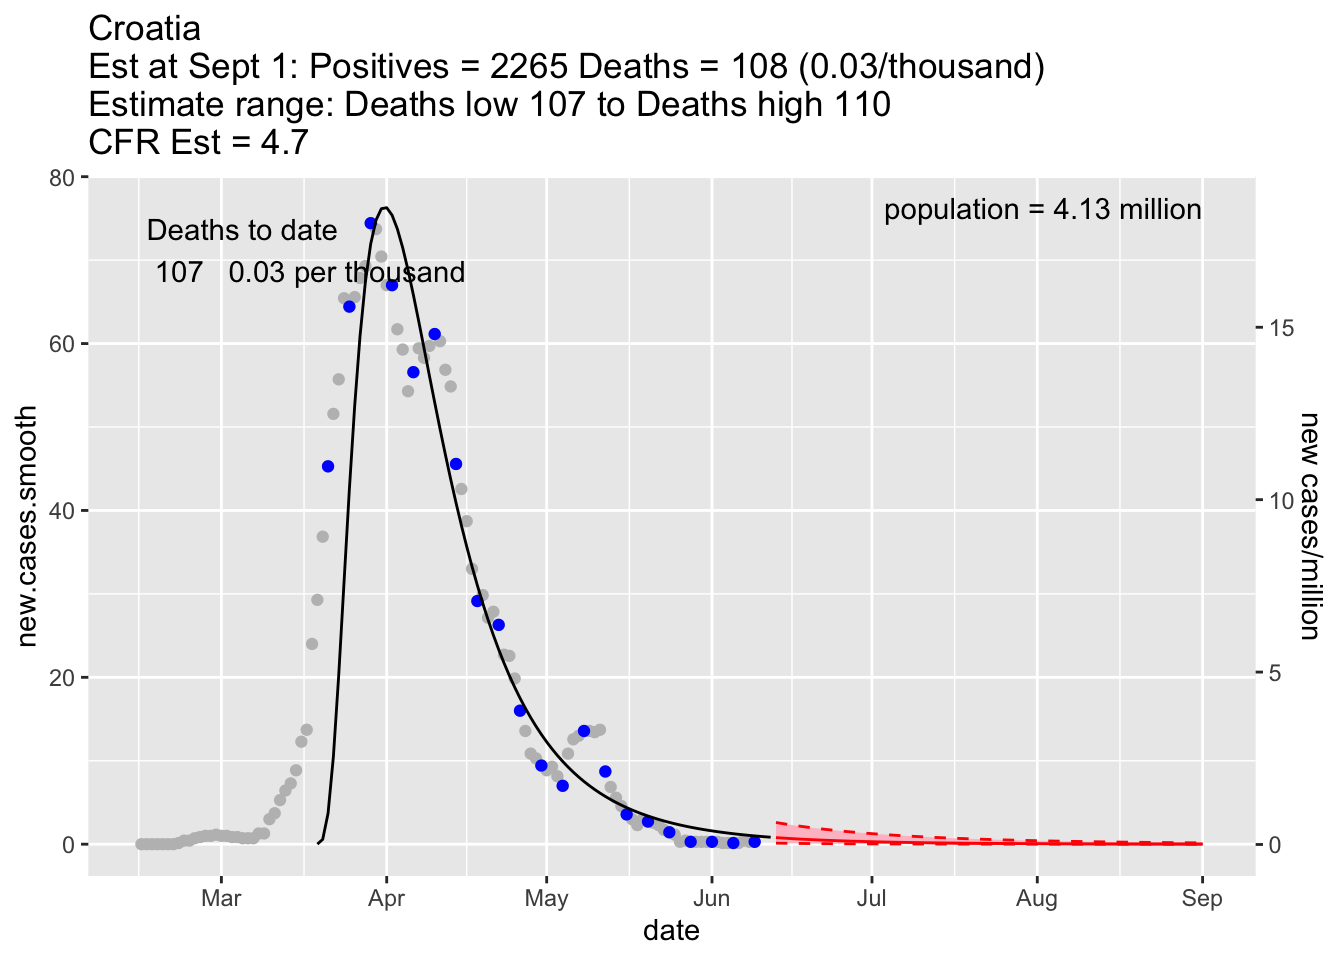 Croatia
Est at Sept 1: Positives = 2265 Deaths = 108 (0.03/thousand)
Estimate range: Deaths low 107 to Deaths high 110
CFR Est = 4.7
Deaths to date
107 0.03 per thousand
population = 4.13 million
80
60
40
20
0
new.cases.smooth
15
10
5
0
new cases/million
Mar Apr May Jun Jul Aug Sep
date